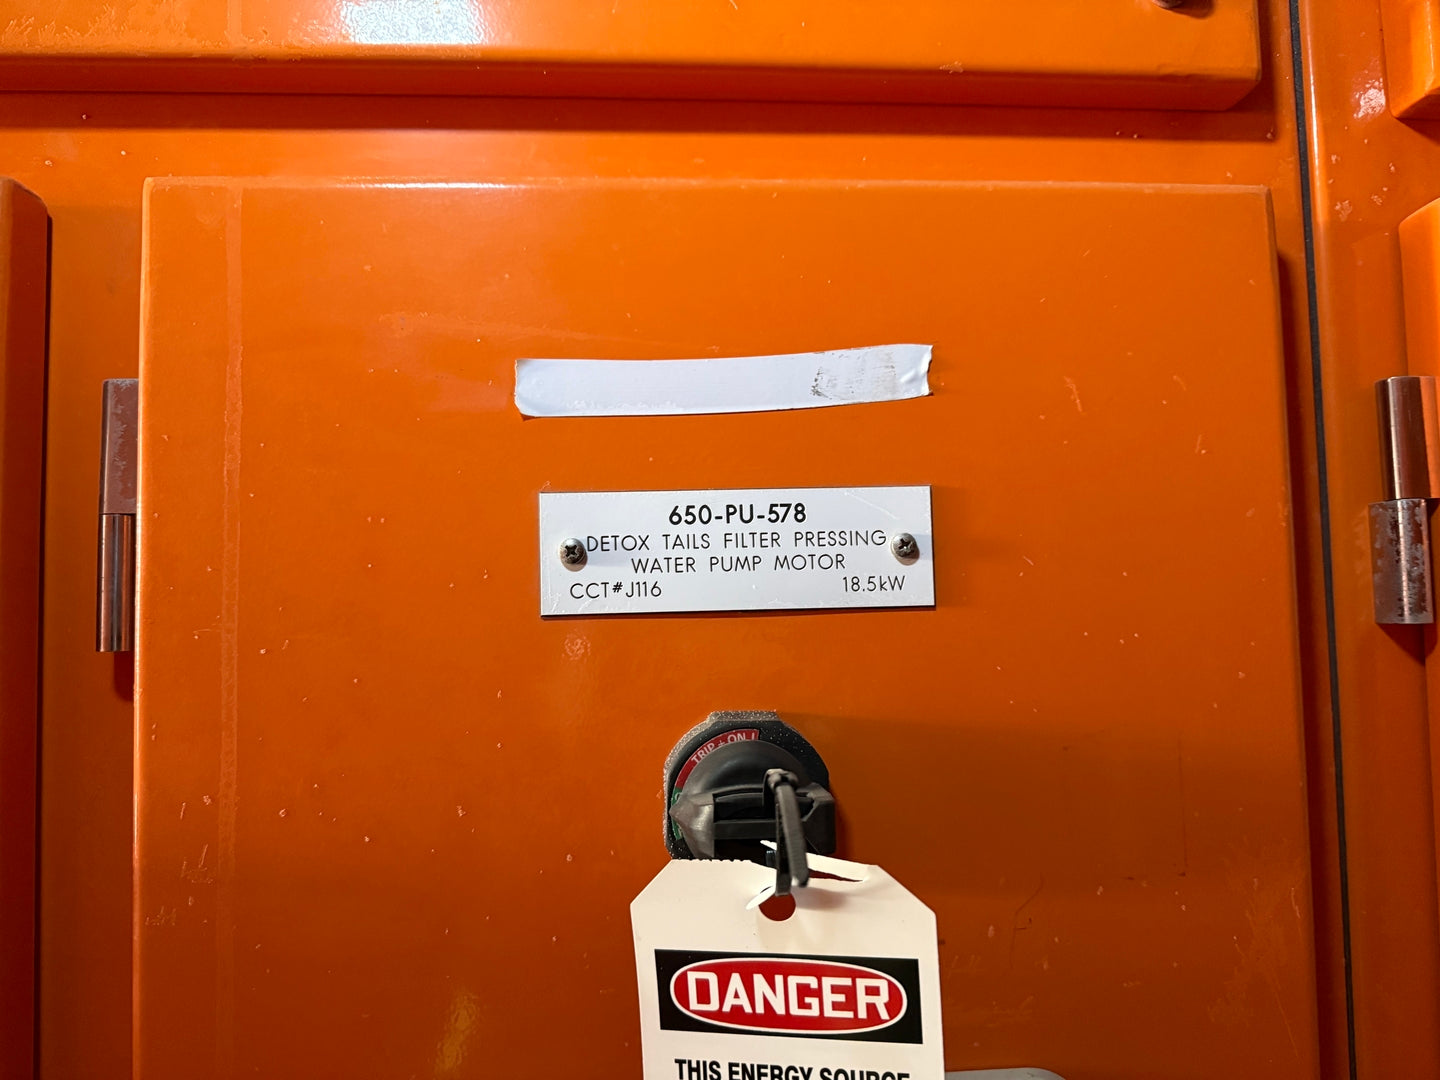 650-PU-578
DETOX TAILS FILTER PRESSING
WATER PUMP MOTOR
CCT#J116 18.5kW
TRIP + ON I
DANGER
THIS ENERGY SOURCE